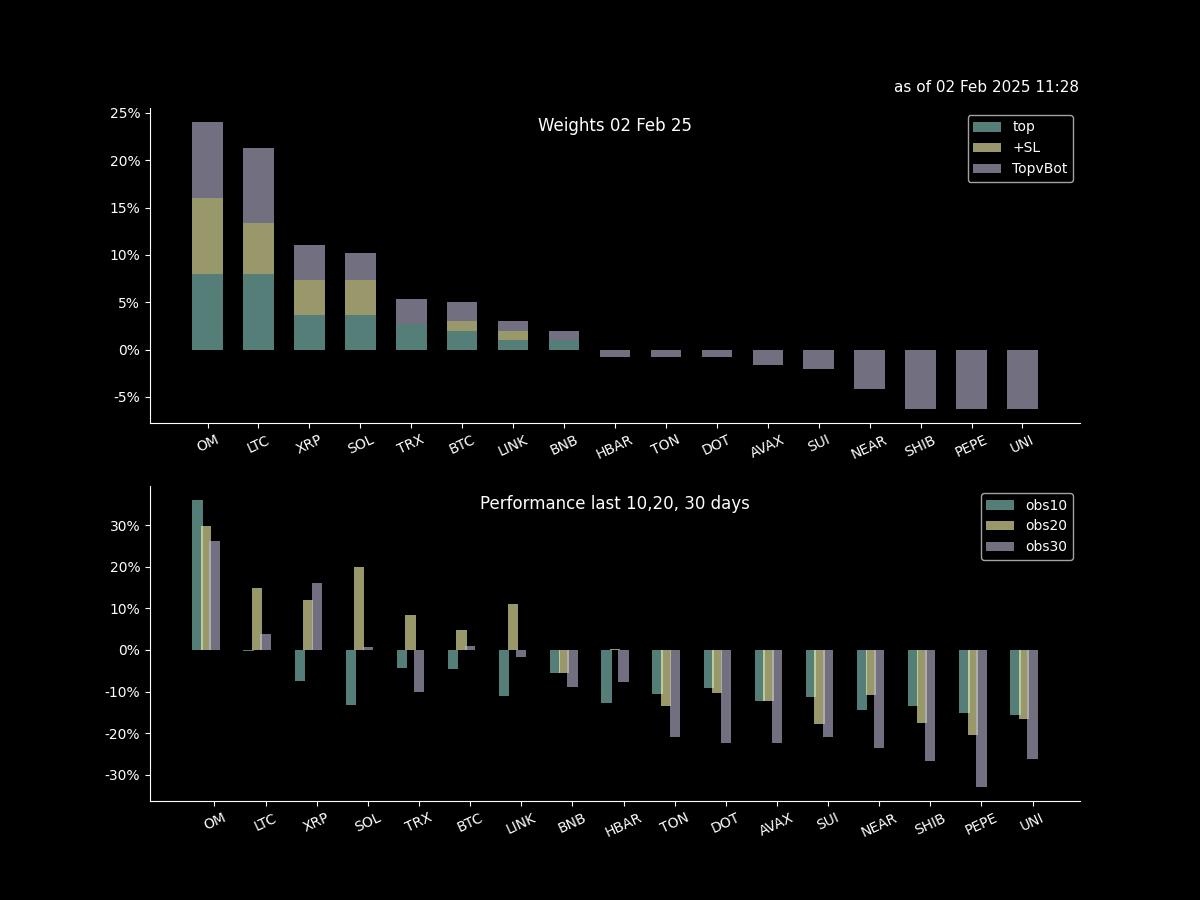 as of 02 Feb 2025 11:28
Weights 02 Feb 25
top
+SL
TopvBot
25%
20%
15%
10%
5%
0%
-5%
OM LTC XRP SOL TRX BTC LINK BNB HBAR TON DOT AVAX SUI NEAR SHIB PEPE UNI
Performance last 10,20, 30 days
obs10
obs20
obs30
30%
20%
10%
0%
-10%
-20%
-30%
OM LTC XRP SOL TRX BTC LINK BNB HBAR TON DOT AVAX SUI NEAR SHIB PEPE UNI